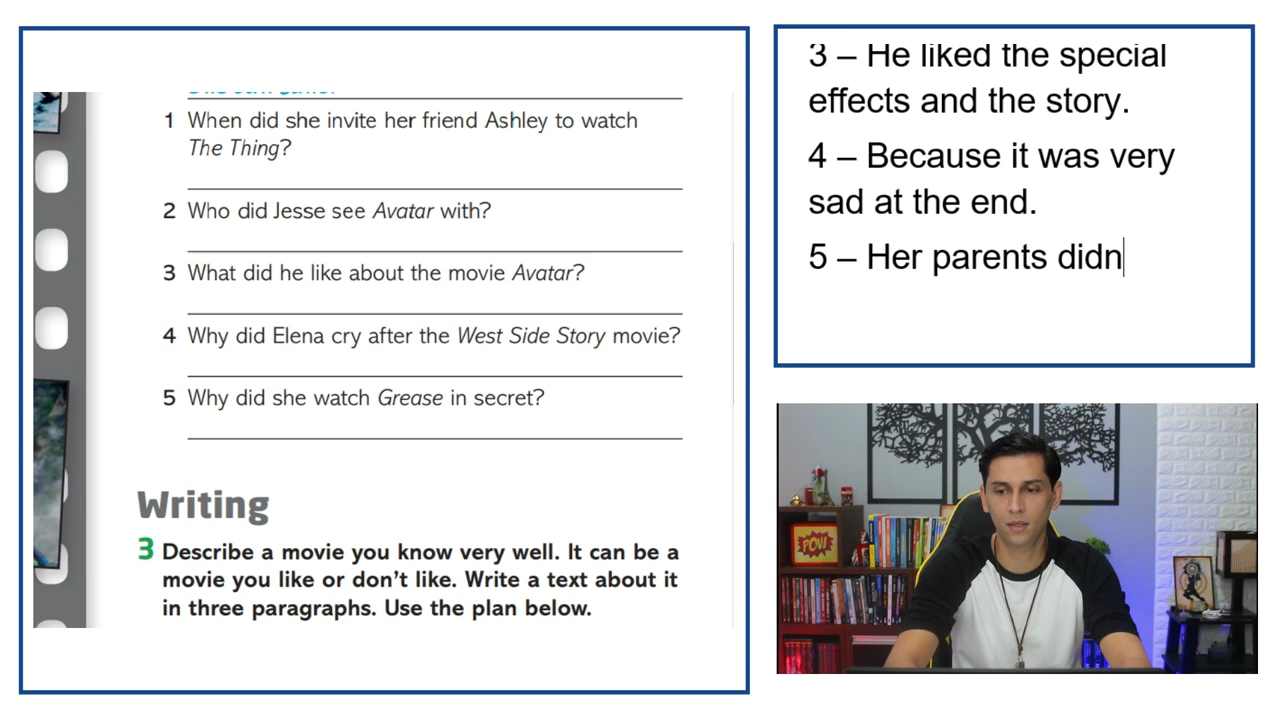 1 When did she invite her friend Ashley to watch
The Thing?
2 Who did Jesse see Avatar with?
3 What did he like about the movie Avatar?
4 Why did Elena cry after the West Side Story movie?
5 Why did she watch Grease in secret?
Writing
3 Describe a movie you know very well. It can be a
movie you like or don't like. Write a text about it
in three paragraphs. Use the plan below.
3 – He liked the special
effects and the story.
4 – Because it was very
sad at the end.
5 – Her parents didn
POW!